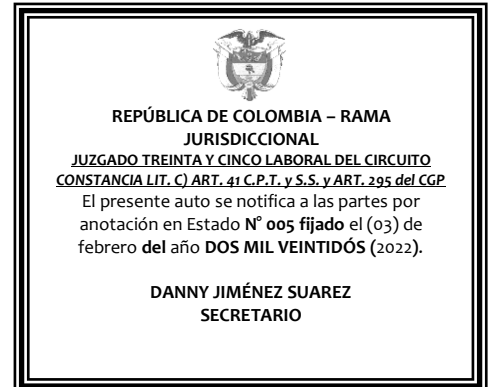 REPÚBLICA DE COLOMBIA – RAMA
JURISDICCIONAL
JUZGADO TREINTA Y CINCO LABORAL DEL CIRCUITO
CONSTANCIA LIT. C) ART. 41 C.P.T. y S.S. y ART. 295 del CGP
El presente auto se notifica a las partes por
anotación en Estado N° 005 fijado el (03) de
febrero del año DOS MIL VEINTIDÓS (2022).
DANNY JIMÉNEZ SUAREZ
SECRETARIO